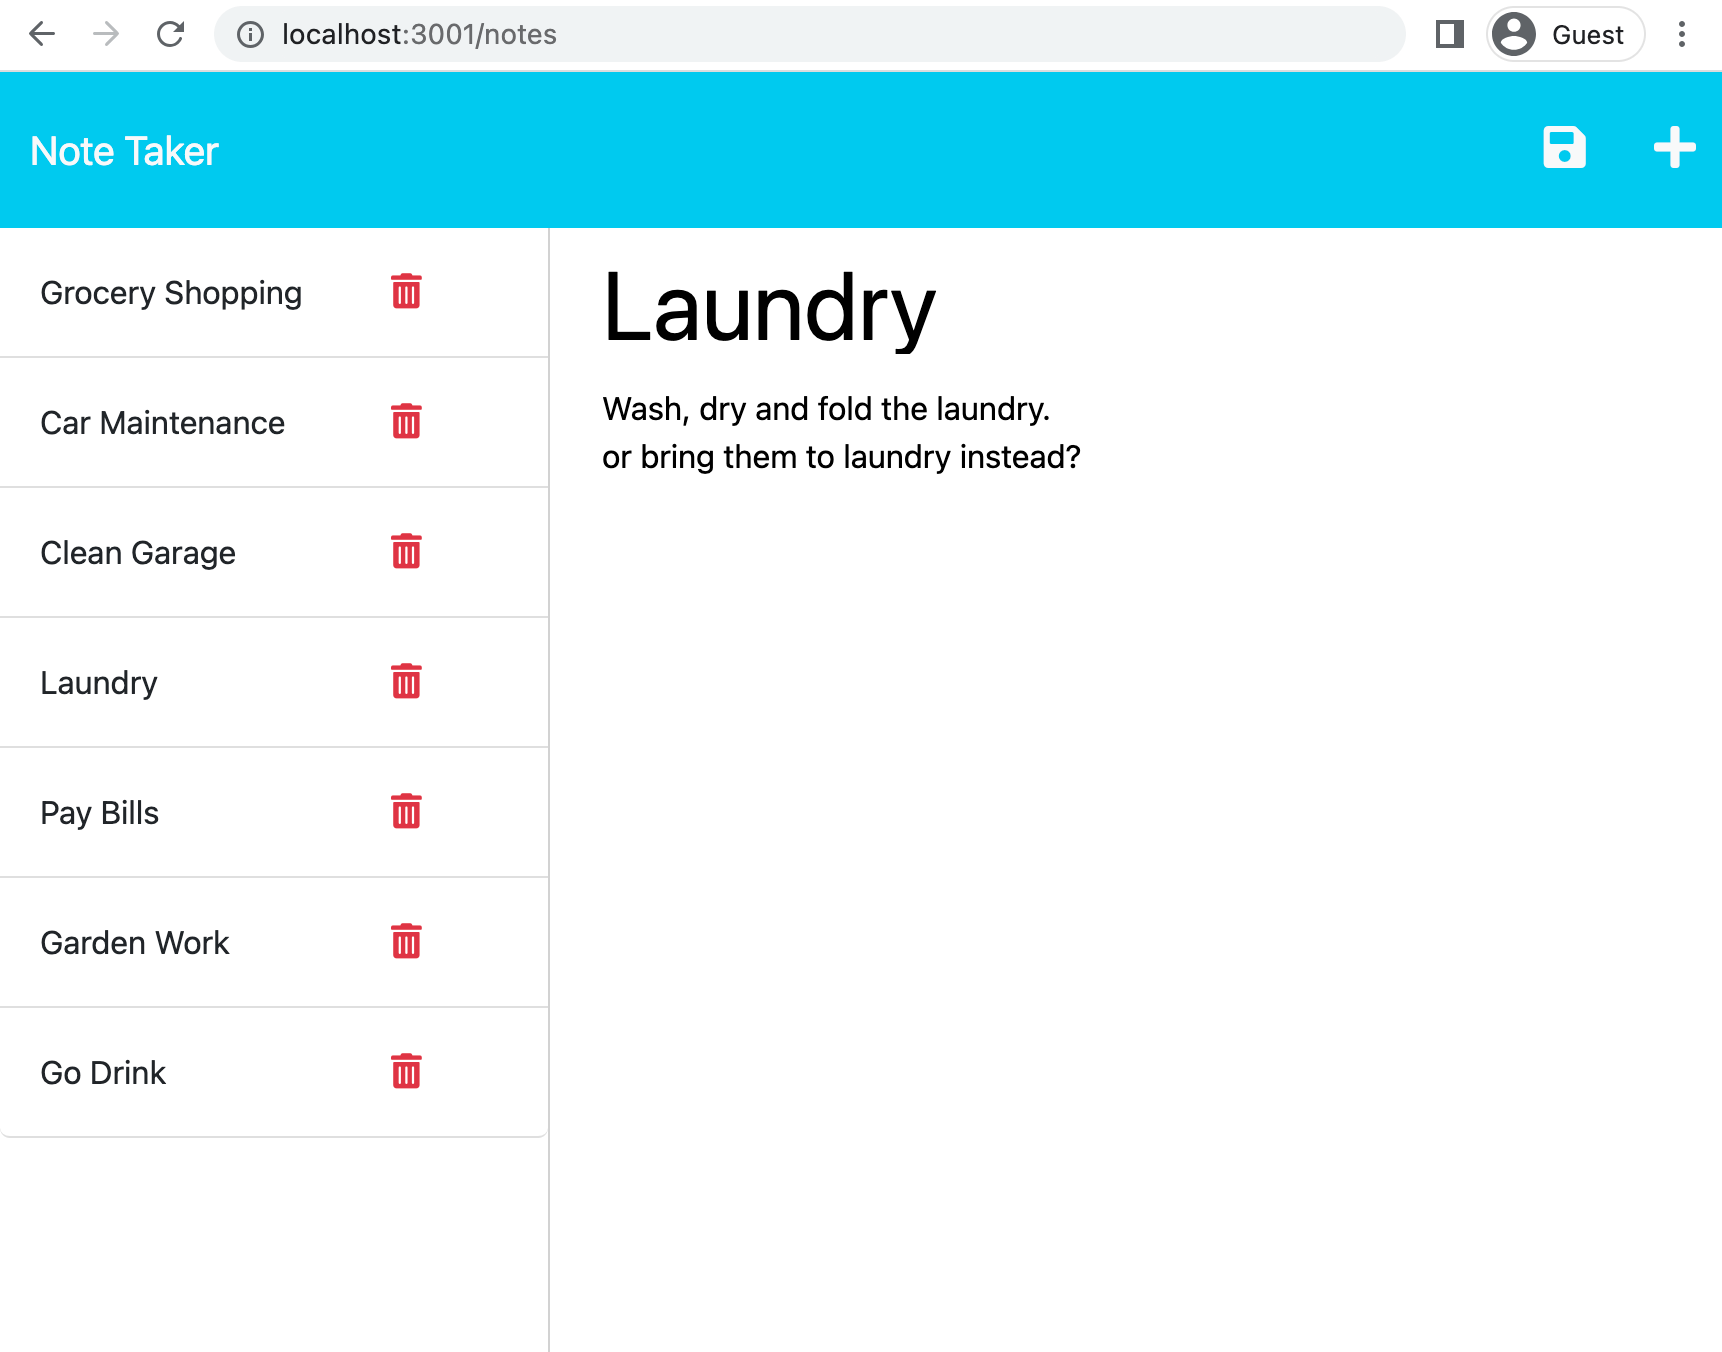 localhost:3001/notes
Guest
Note Taker
Grocery Shopping
Car Maintenance
Clean Garage
Laundry
Pay Bills
Garden Work
Go Drink
Laundry
Wash, dry and fold the laundry.
or bring them to laundry instead?